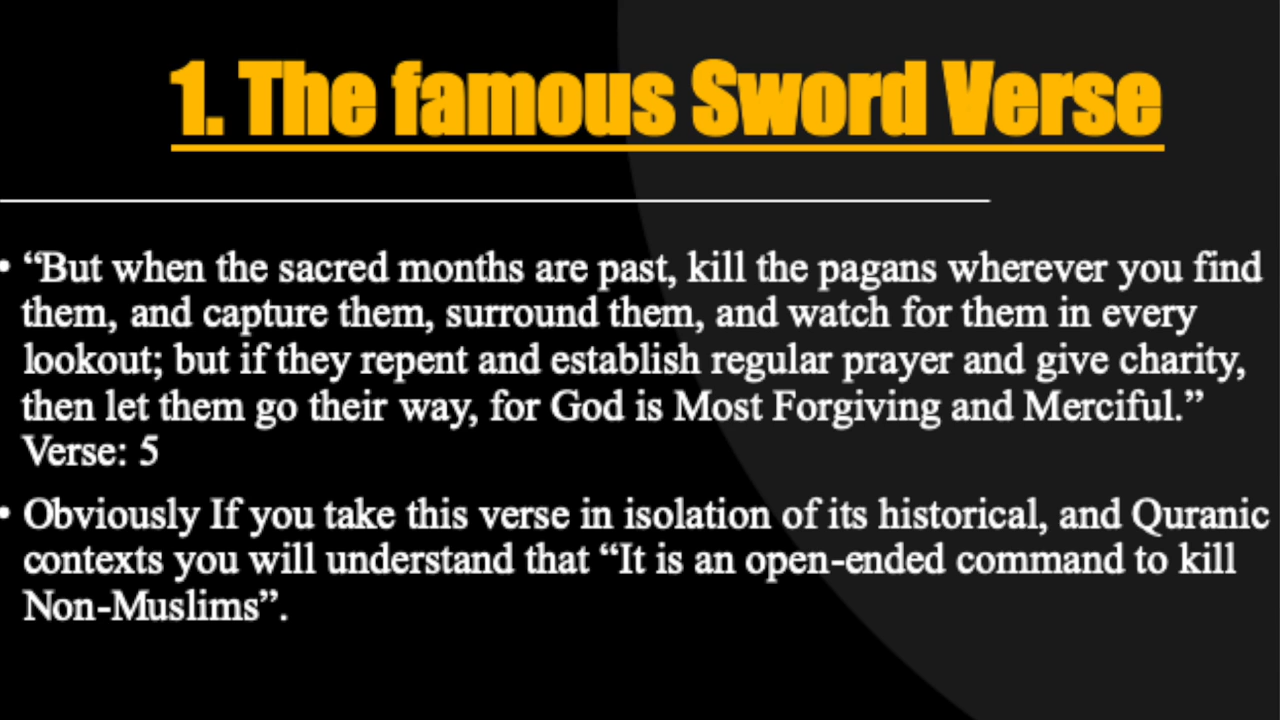 1. The famous Sword Verse
• “But when the sacred months are past, kill the pagans wherever you find
them, and capture them, surround them, and watch for them in every
lookout; but if they repent and establish regular prayer and give charity,
then let them go their way, for God is Most Forgiving and Merciful.”
Verse: 5
• Obviously If you take this verse in isolation of its historical, and Quranic
contexts you will understand that “It is an open-ended command to kill
Non-Muslims”.